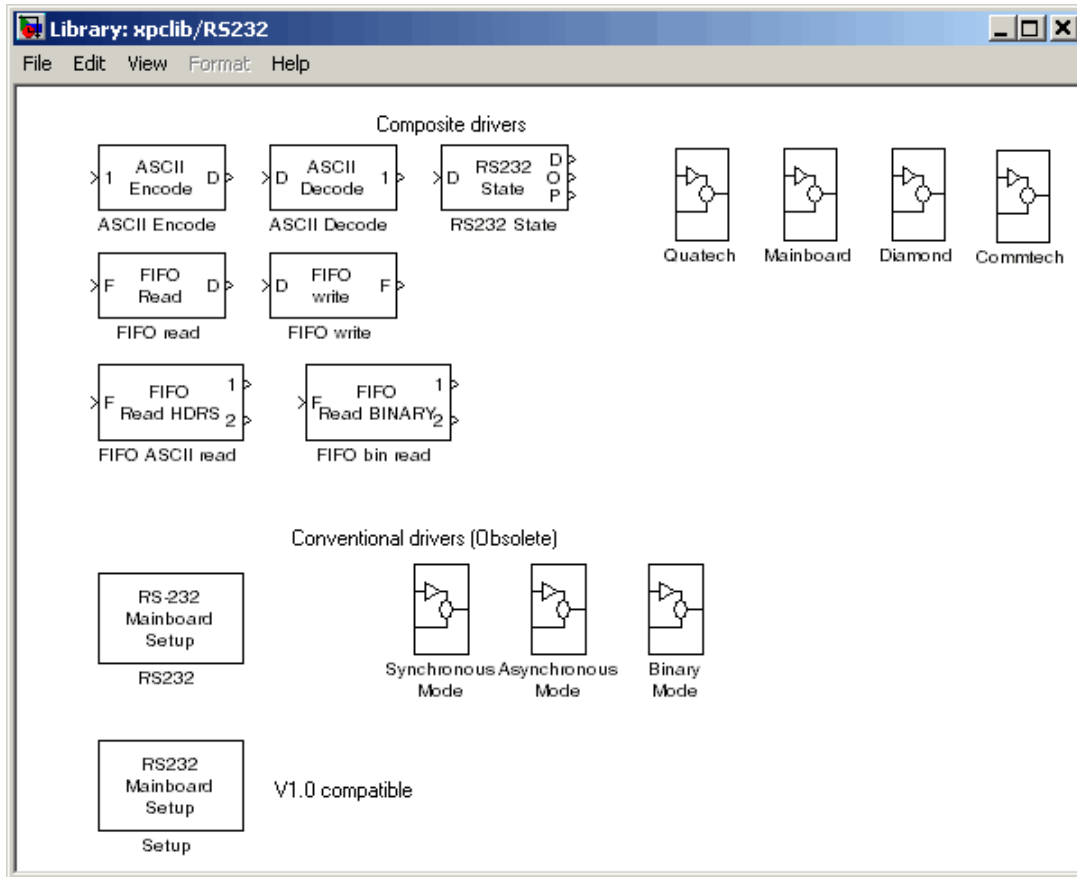 Library: xpclib/RS232
File Edit View Format Help
Composite drivers
1 ASCII Encode D
ASCII Encode
D ASCII Decode 1
ASCII Decode
D RS232 State D O P
RS232 State
Quatech
Mainboard
Diamond
Commtech
F FIFO Read D
FIFO read
D FIFO write F
FIFO write
F FIFO Read HDRS 1 2
FIFO ASCII read
F FIFO Read BINARY 1 2
FIFO bin read
Conventional drivers (Obsolete)
RS-232
Mainboard
Setup
RS232
Synchronous
Mode
Asynchronous
Mode
Binary
Mode
RS232
Mainboard
Setup
Setup
V1.0 compatible